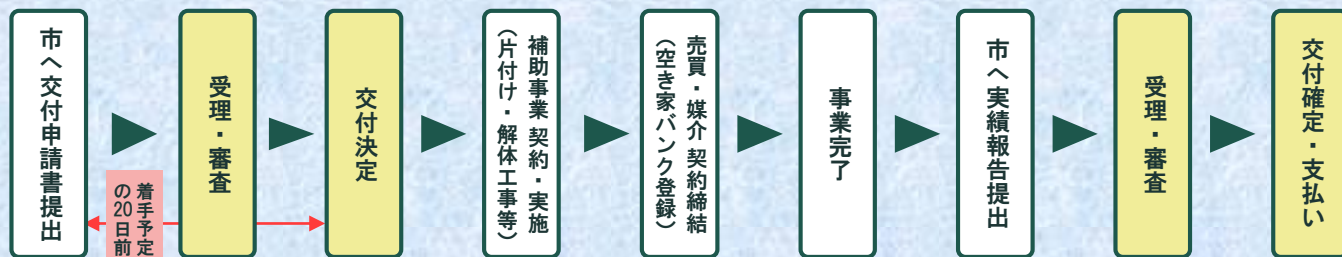 市へ交付申請書提出
着手予定
の20日前
受理・審査
交付決定
補助事業 契約・実施
(片付け・解体工事等)
売買・媒介 契約締結
(空き家バンク登録)
事業完了
市へ実績報告提出
受理・審査
交付確定・支払い